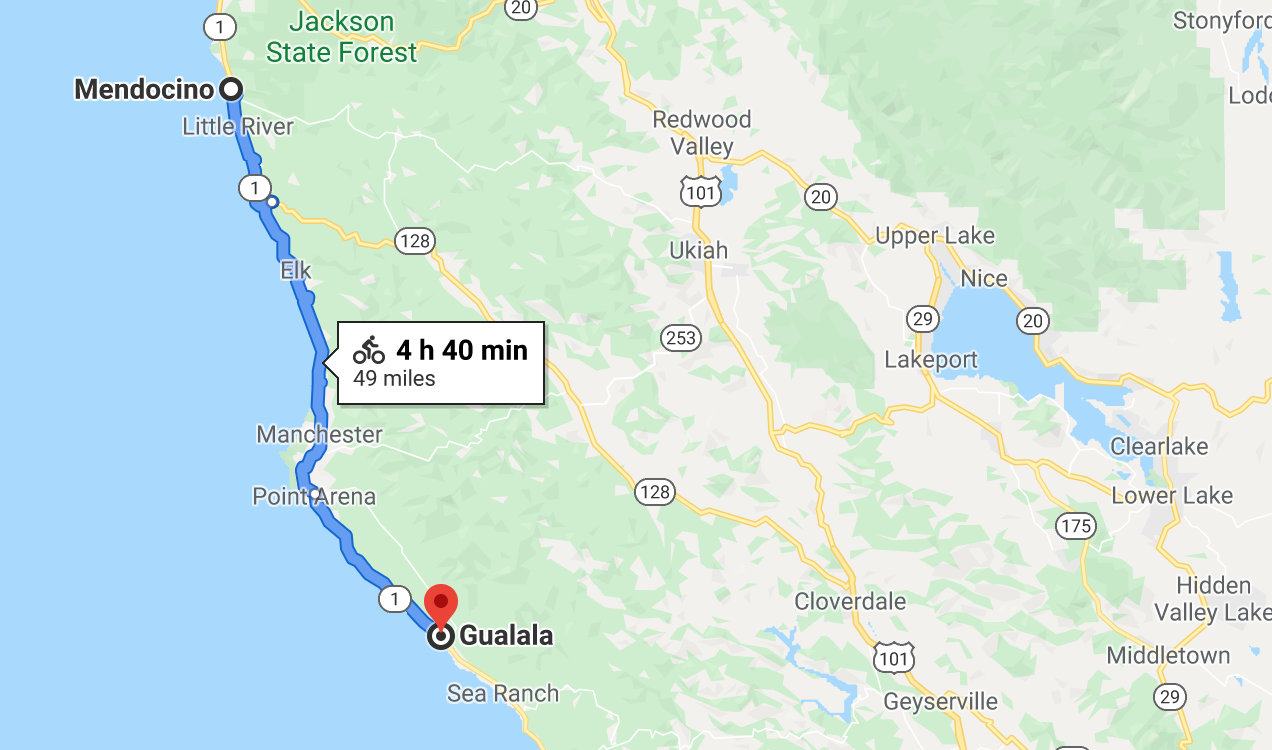 20
1
Jackson
State Forest
Stonyford
Mendocino
Redwood
Valley
Little River
101
1
20
128
Upper Lake
Ukiah
Elk
Nice
29
20
253
4 h 40 min
49 miles
Lakeport
Manchester
Clearlake
128
Point Arena
Lower Lake
175
1
Cloverdale
Hidden
Valley Lake
Gualala
101
Middletown
Sea Ranch
29
Geyserville